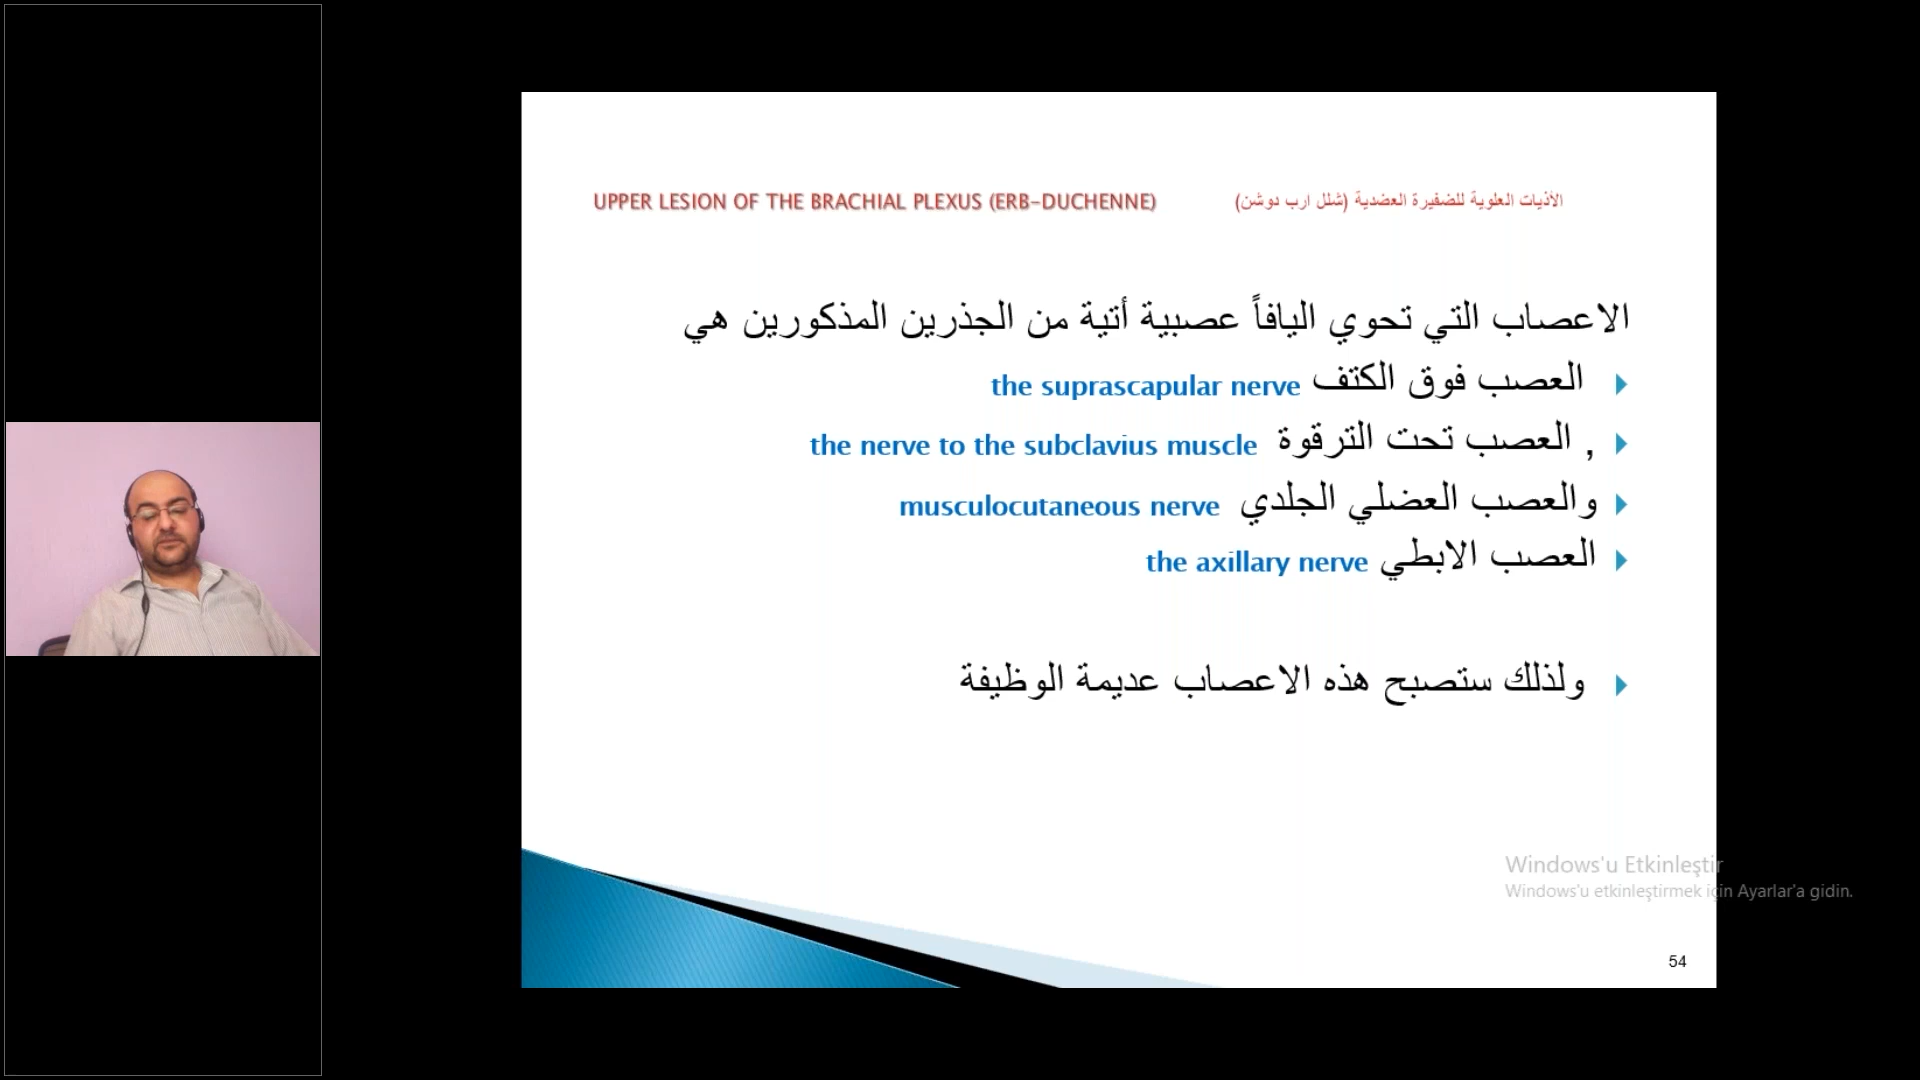 UPPER LESION OF THE BRACHIAL PLEXUS (ERB-DUCHENNE) الأذيات العلوية للضفيرة العضدية (شلل ارب دوشن)
الاعصاب التي تحوي اليافاً عصبية أتية من الجذرين المذكورين هي
العصب فوق الكتف the suprascapular nerve
, العصب تحت الترقوة the nerve to the subclavius muscle
والعصب العضلي الجلدي musculocutaneous nerve
العصب الابطي the axillary nerve
ولذلك ستصبح هذه الاعصاب عديمة الوظيفة
Windows'u Etkinleştir
Windows'u etkinleştirmek için Ayarlar'a gidin.
54